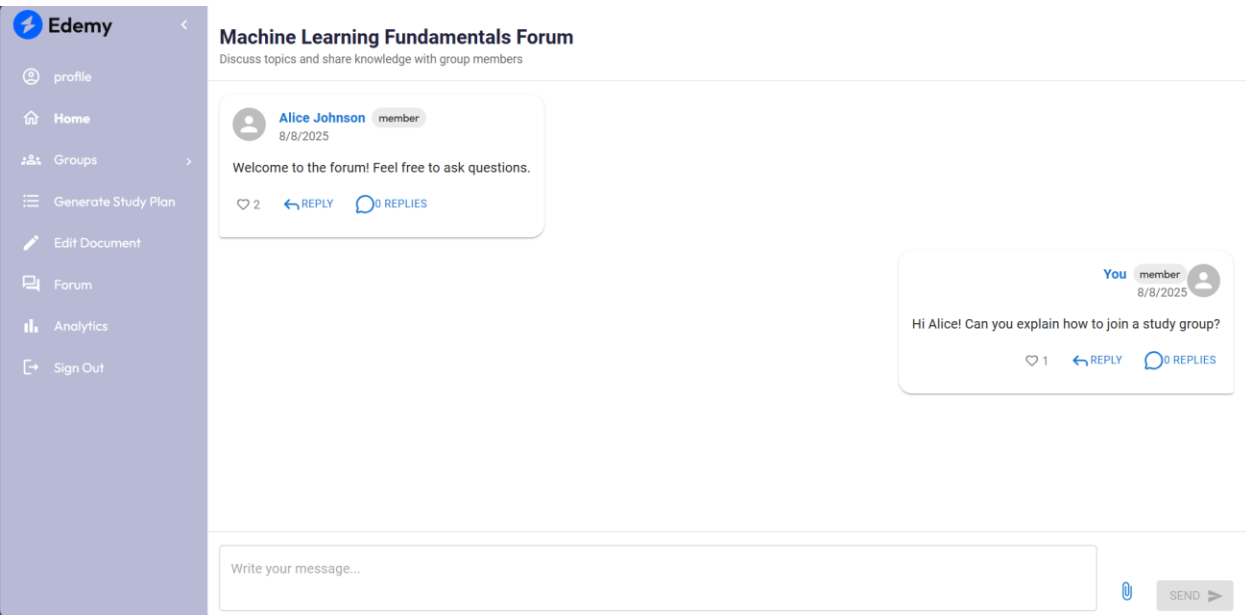 Edemy
profile
Home
Groups
Generate Study Plan
Edit Document
Forum
Analytics
Sign Out
Machine Learning Fundamentals Forum
Discuss topics and share knowledge with group members
Alice Johnson member
8/8/2025
Welcome to the forum! Feel free to ask questions.
2 REPLY 0 REPLIES
You member
8/8/2025
Hi Alice! Can you explain how to join a study group?
1 REPLY 0 REPLIES
Write your message...
SEND